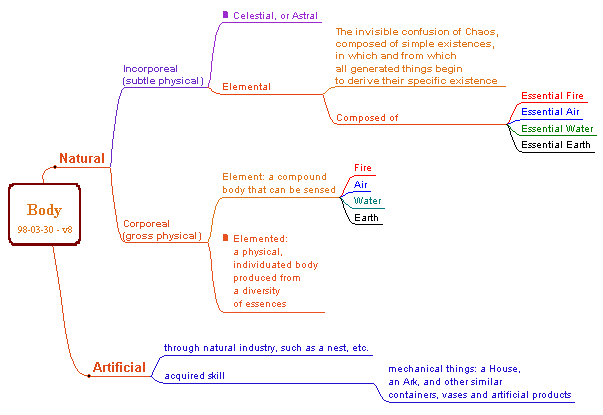 Body
98-03-30 - v8
Natural
Incorporeal
(subtle physical)
Celestial, or Astral
Elemental
The invisible confusion of Chaos,
composed of simple existences,
in which and from which
all generated things begin
to derive their specific existence
Composed of
Essential Fire
Essential Air
Essential Water
Essential Earth
Corporeal
(gross physical)
Element: a compound
body that can be sensed
Fire
Air
Water
Earth
Elemented:
a physical,
individuated body
produced from
a diversity
of essences
Artificial
through natural industry, such as a nest, etc.
acquired skill
mechanical things: a House,
an Ark, and other similar
containers, vases and artificial products